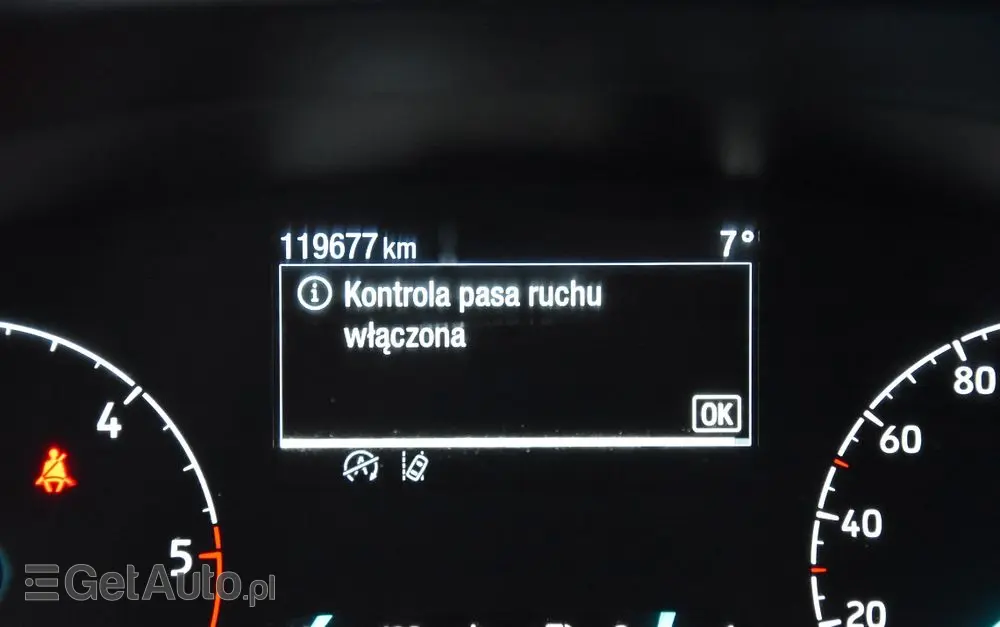 119677 km
7°
Kontrola pasa ruchu
włączona
OK
4
5
80
60
40
20
GetAuto.pl